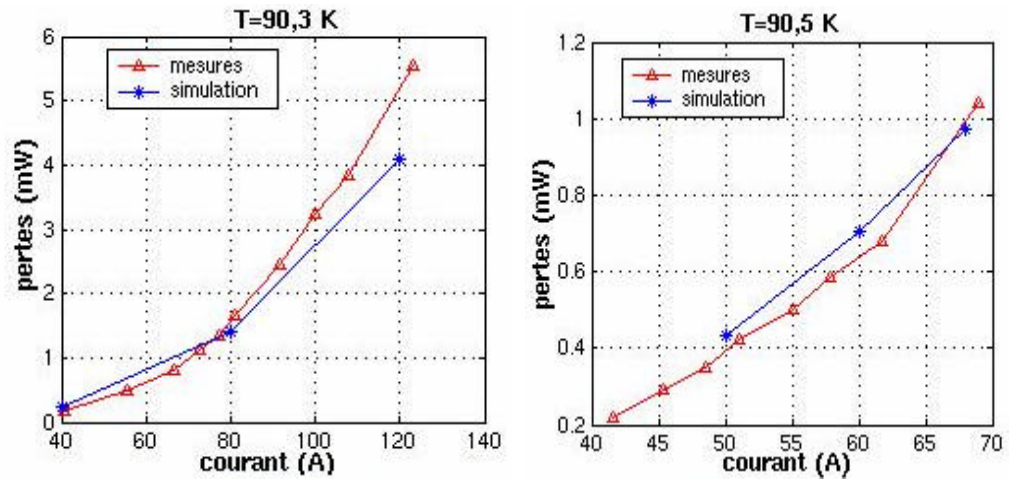 T=90,3 K
mesures
simulation
pertes (mW)
6
5
4
3
2
1
0
40
60
80
100
120
140
courant (A)
T=90,5 K
mesures
simulation
pertes (mW)
1.2
1
0.8
0.6
0.4
0.2
40
45
50
55
60
65
70
courant (A)